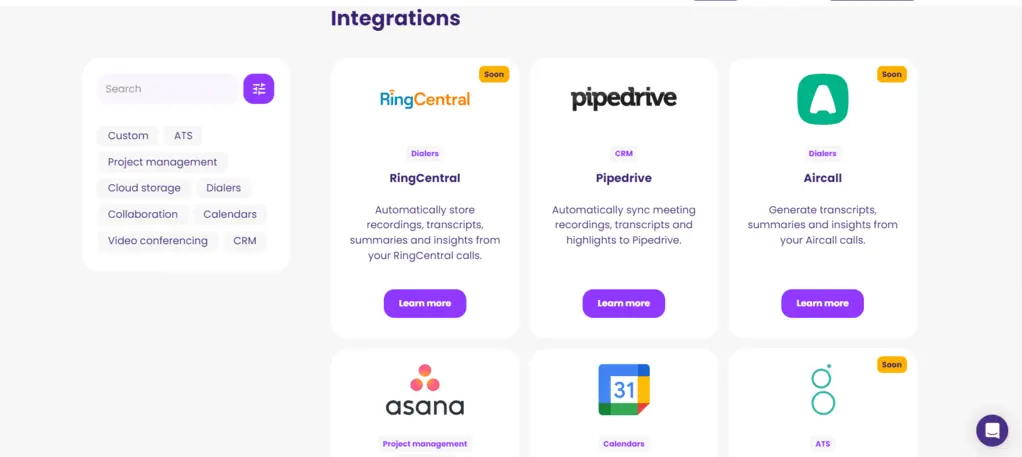 Integrations
Search
Custom ATS
Project management
Cloud storage Dialers
Collaboration Calendars
Video conferencing CRM
Soon
RingCentral
Dialers
RingCentral
Automatically store
recordings, transcripts,
summaries and insights from
your RingCentral calls.
Learn more
pipedrive
CRM
Pipedrive
Automatically sync meeting
recordings, transcripts and
highlights to Pipedrive.
Learn more
Soon
Dialers
Aircall
Generate transcripts,
summaries and insights from
your Aircall calls.
Learn more
asana
Project management
31
Calendars
Soon
ATS